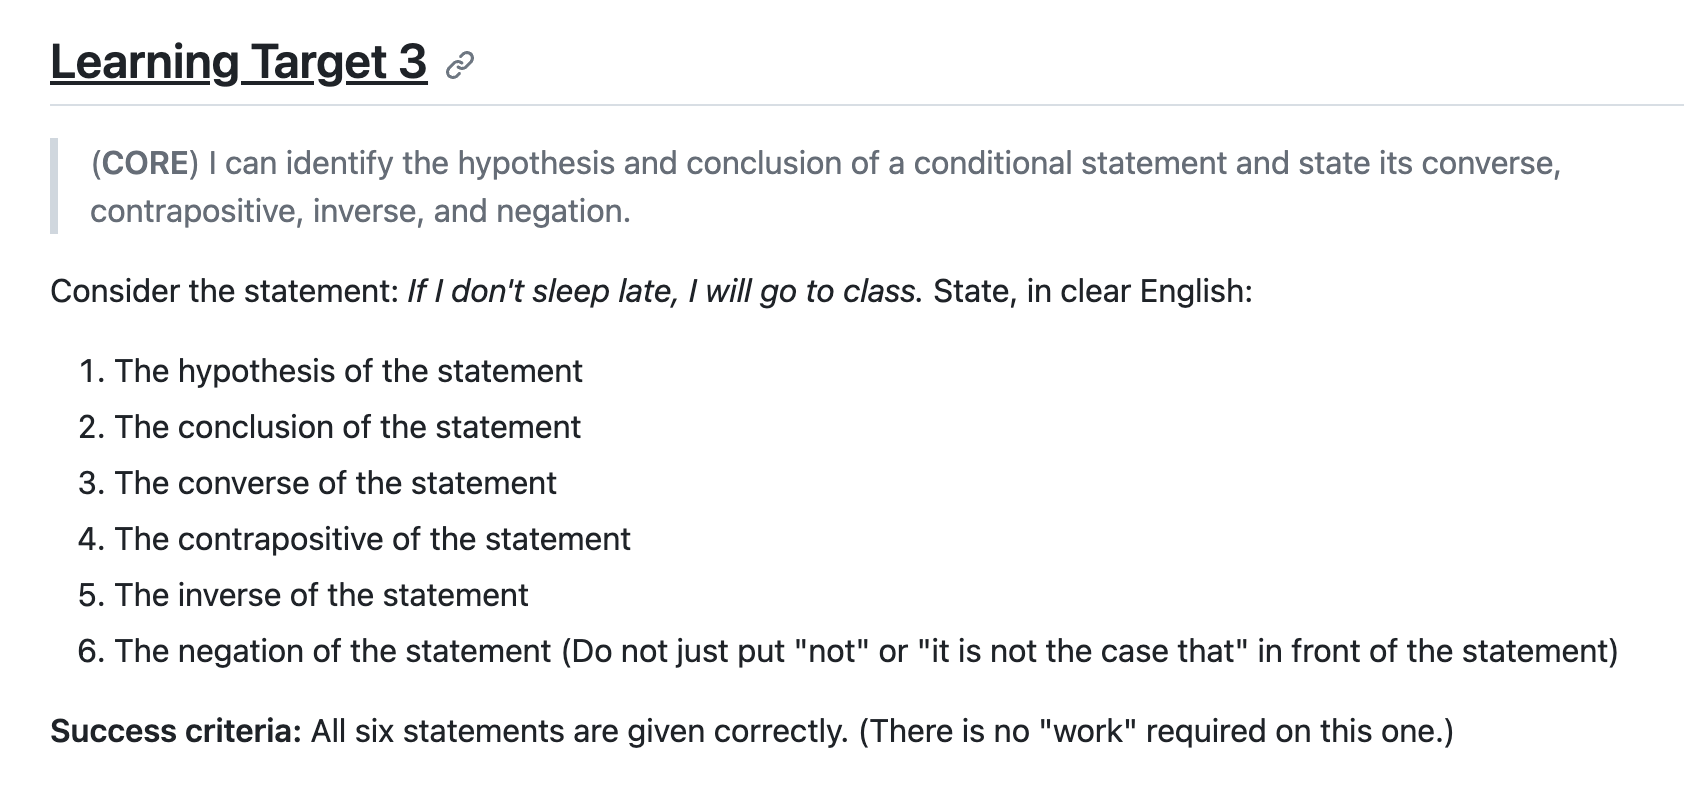 Learning Target 3
(CORE) I can identify the hypothesis and conclusion of a conditional statement and state its converse,
contrapositive, inverse, and negation.
Consider the statement: If I don't sleep late, I will go to class. State, in clear English:
1. The hypothesis of the statement
2. The conclusion of the statement
3. The converse of the statement
4. The contrapositive of the statement
5. The inverse of the statement
6. The negation of the statement (Do not just put "not" or "it is not the case that" in front of the statement)
Success criteria: All six statements are given correctly. (There is no "work" required on this one.)